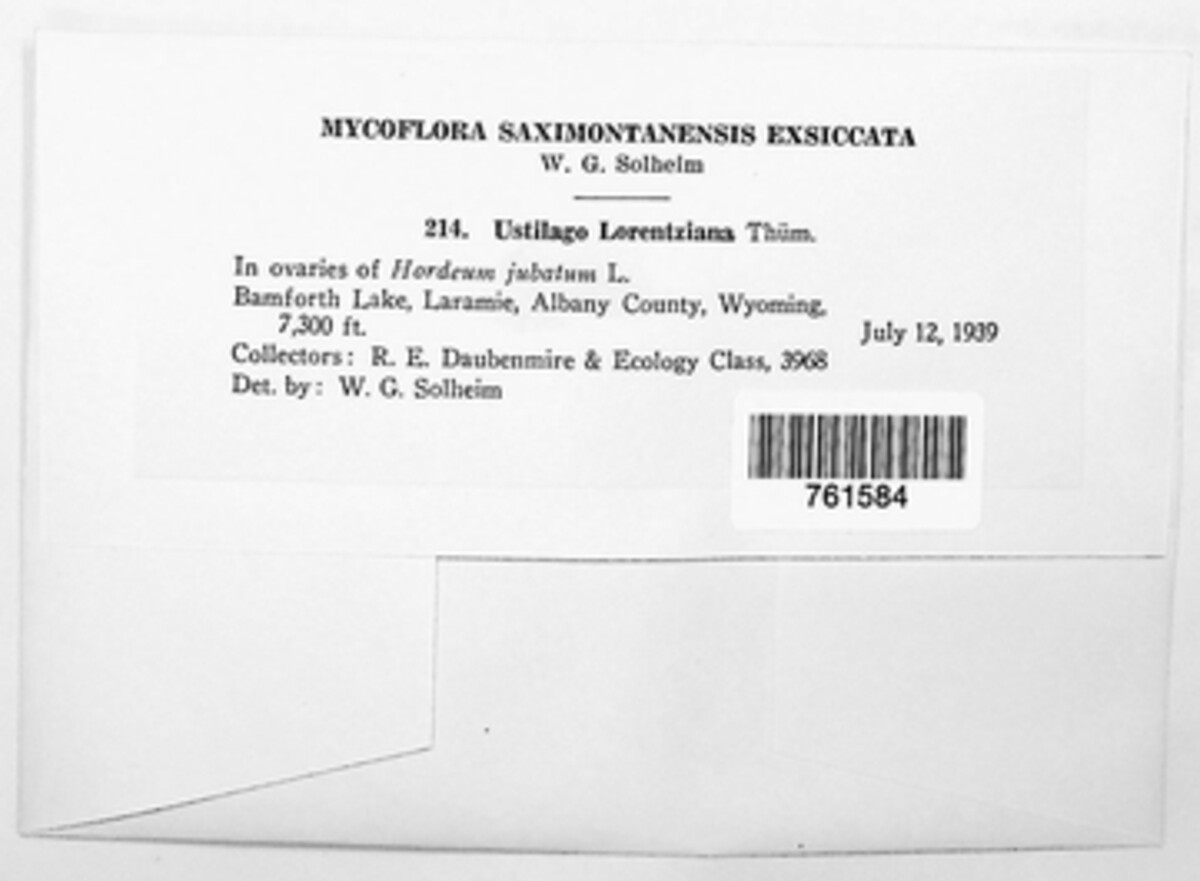 MYCOFLORA SAXIMONTANENSIS EXSICCATA
W. G. Solheim
214. Ustilago Lorentziana Thüm.
In ovaries of Hordeum jubatum L.
Bamforth Lake, Laramie, Albany County, Wyoming,
7,300 ft. July 12, 1939
Collectors: R. E. Daubenmire & Ecology Class, 3968
Det. by: W. G. Solheim
761584